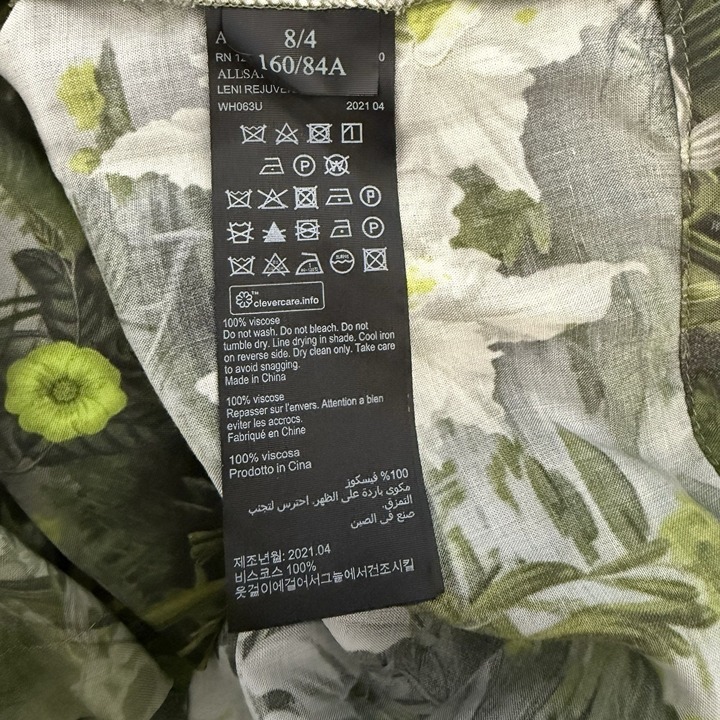 8/4
160/84A
RN 12
0
ALLSA
LENI REJUVE
WH063U 2021 04
P
W
P
P
clevercare.info
TM
100% viscose
Do not wash. Do not bleach. Do not
tumble dry. Line drying in shade. Cool iron
on reverse side. Dry clean only. Take care
to avoid snagging.
Made in China
100% viscose
Repasser sur l'envers. Attention a bien
eviter les accrocs.
Fabriqué en Chine
100% viscosa
Prodotto in Cina
100% فيسكوز
مكوى باردة على الظهر. احترس لتجنب
التمزق.
صنع في الصين
제조년월: 2021.04
비스코스 100%
옷걸이에걸어서그늘에서건조시킬